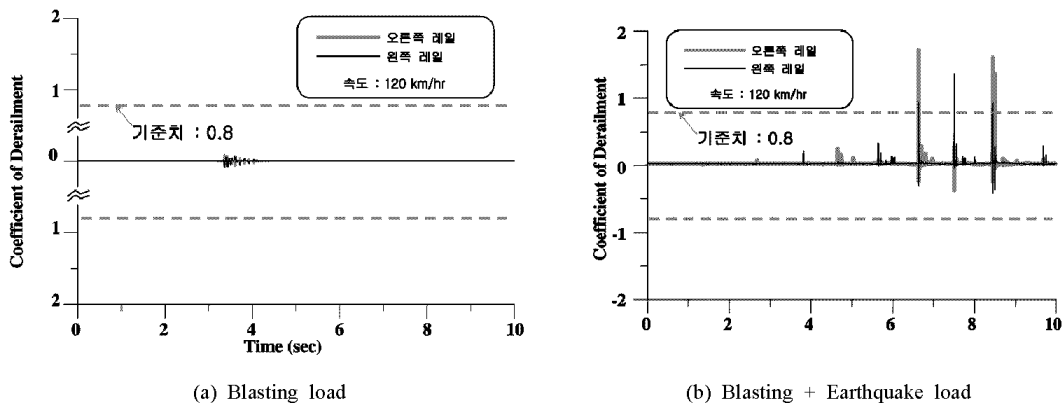 2
1
0
1
2
Coefficient of Derailment
오른쪽 레일
왼쪽 레일
속도 : 120 km/hr
기준치 : 0.8
0
2
4
6
8
10
Time (sec)
(a) Blasting load
2
1
0
-1
-2
Coefficient of Derailment
오른쪽 레일
왼쪽 레일
속도 : 120 km/hr
기준치 : 0.8
0
2
4
6
8
10
(b) Blasting + Earthquake load